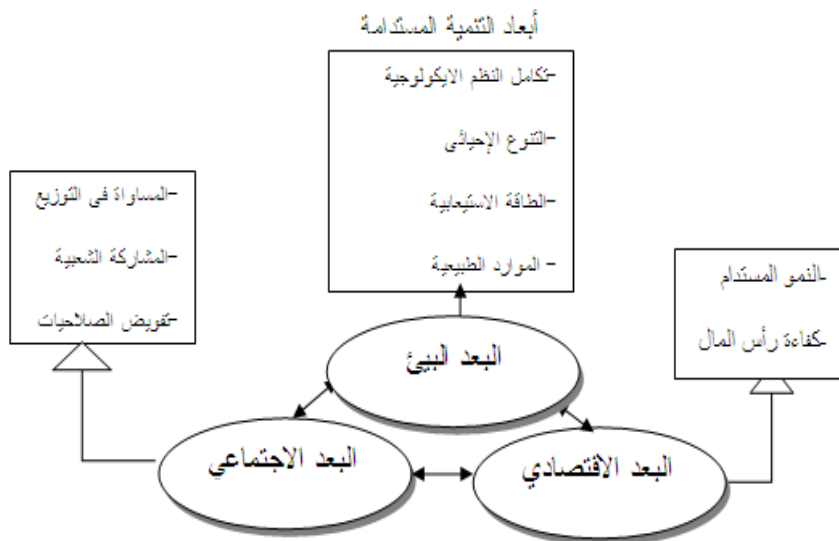 أبعاد التنمية المستدامة
-تكامل النظم الايكولوجية
-التنوع الإحيائي
-الطاقة الاستيعابية
- الموارد الطبيعية
-المساواة في التوزيع
-المشاركة الشعبية
-تفويض الصلاحيات
-النمو المستدام
-كفاءة رأس المال
البعد البيئ
البعد الاجتماعي
البعد الاقتصادي